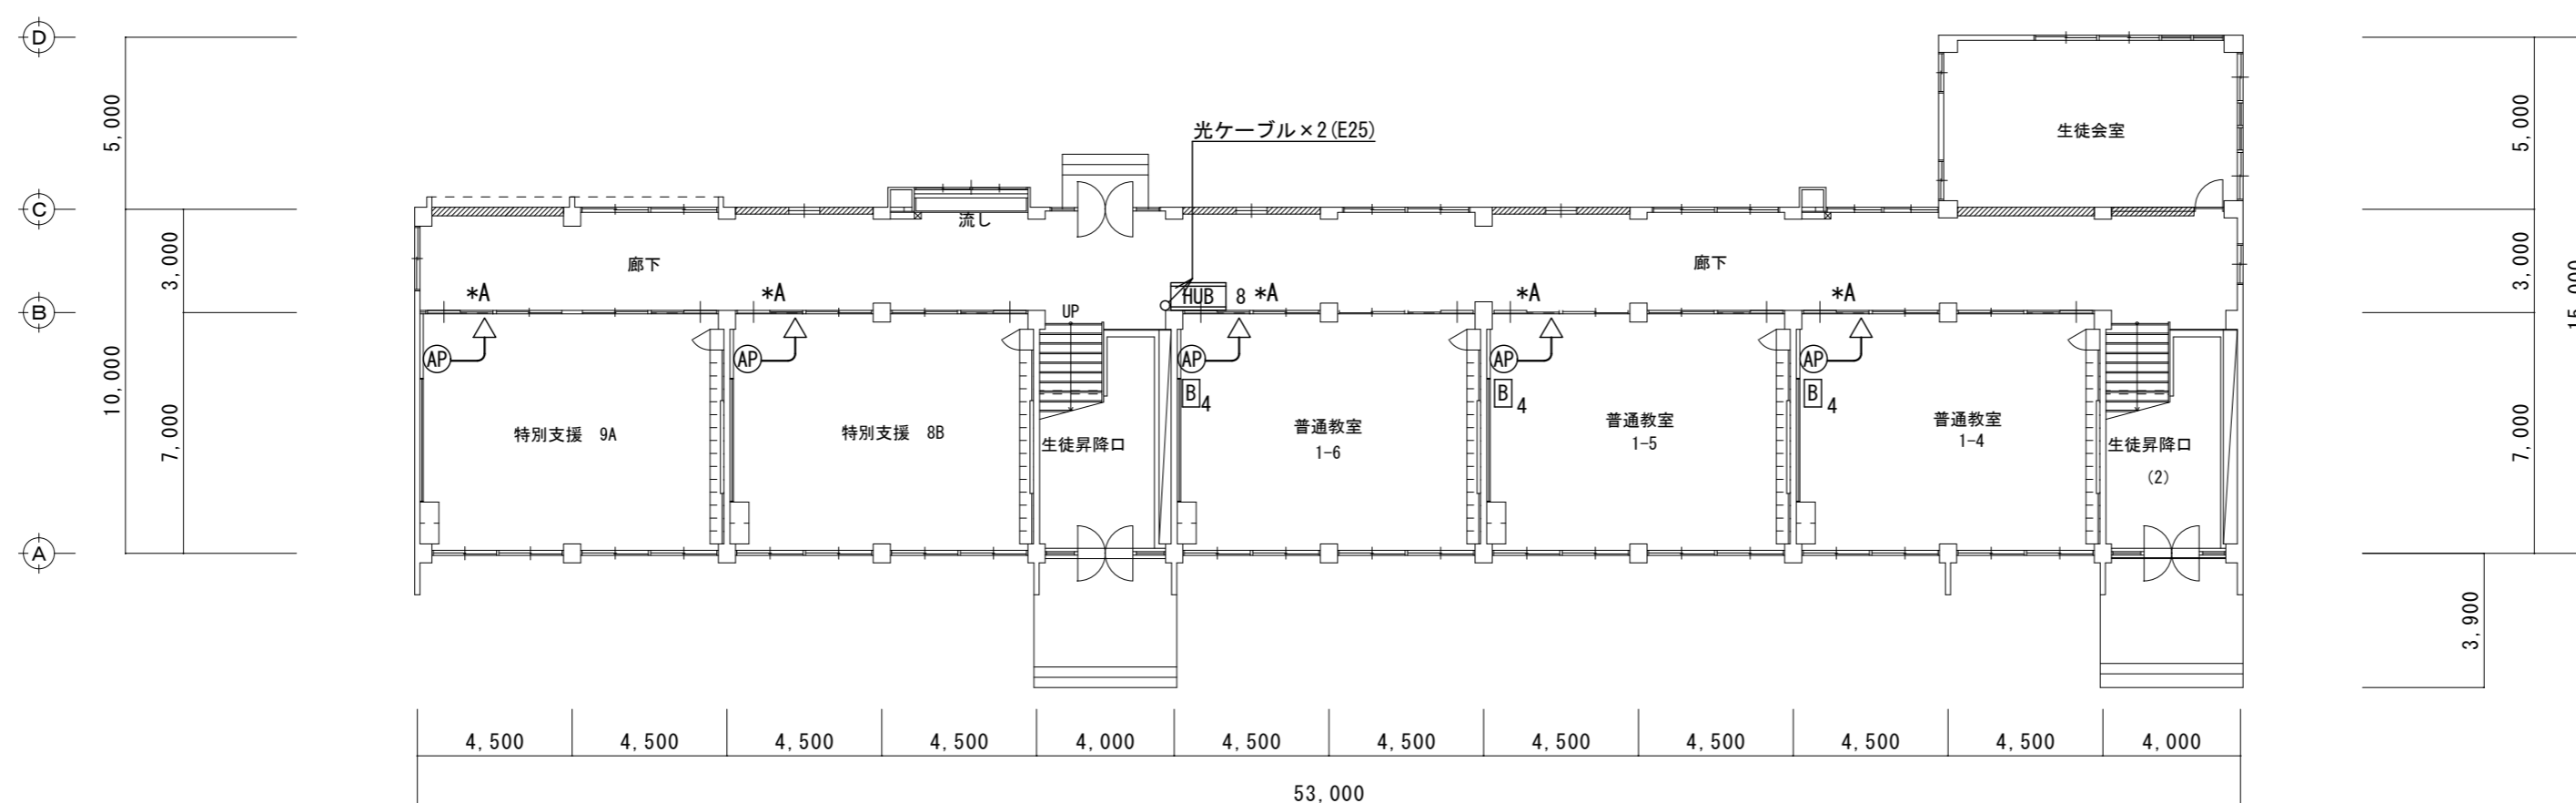 D
5,000
5,000
光ケーブル×2(E25)
生徒会室
C
流し
3,000
廊下
廊下
3,000
15,000
*A
*A
HUB 8 *A
*A
*A
B
UP
AP
AP
AP
AP
AP
10,000
7,000
B 4
B 4
B 4
7,000
特別支援 9A
特別支援 8B
生徒昇降口
普通教室
1-6
普通教室
1-5
普通教室
1-4
生徒昇降口
(2)
A
3,900
4,500
4,500
4,500
4,500
4,000
4,500
4,500
4,500
4,500
4,500
4,500
4,000
53,000